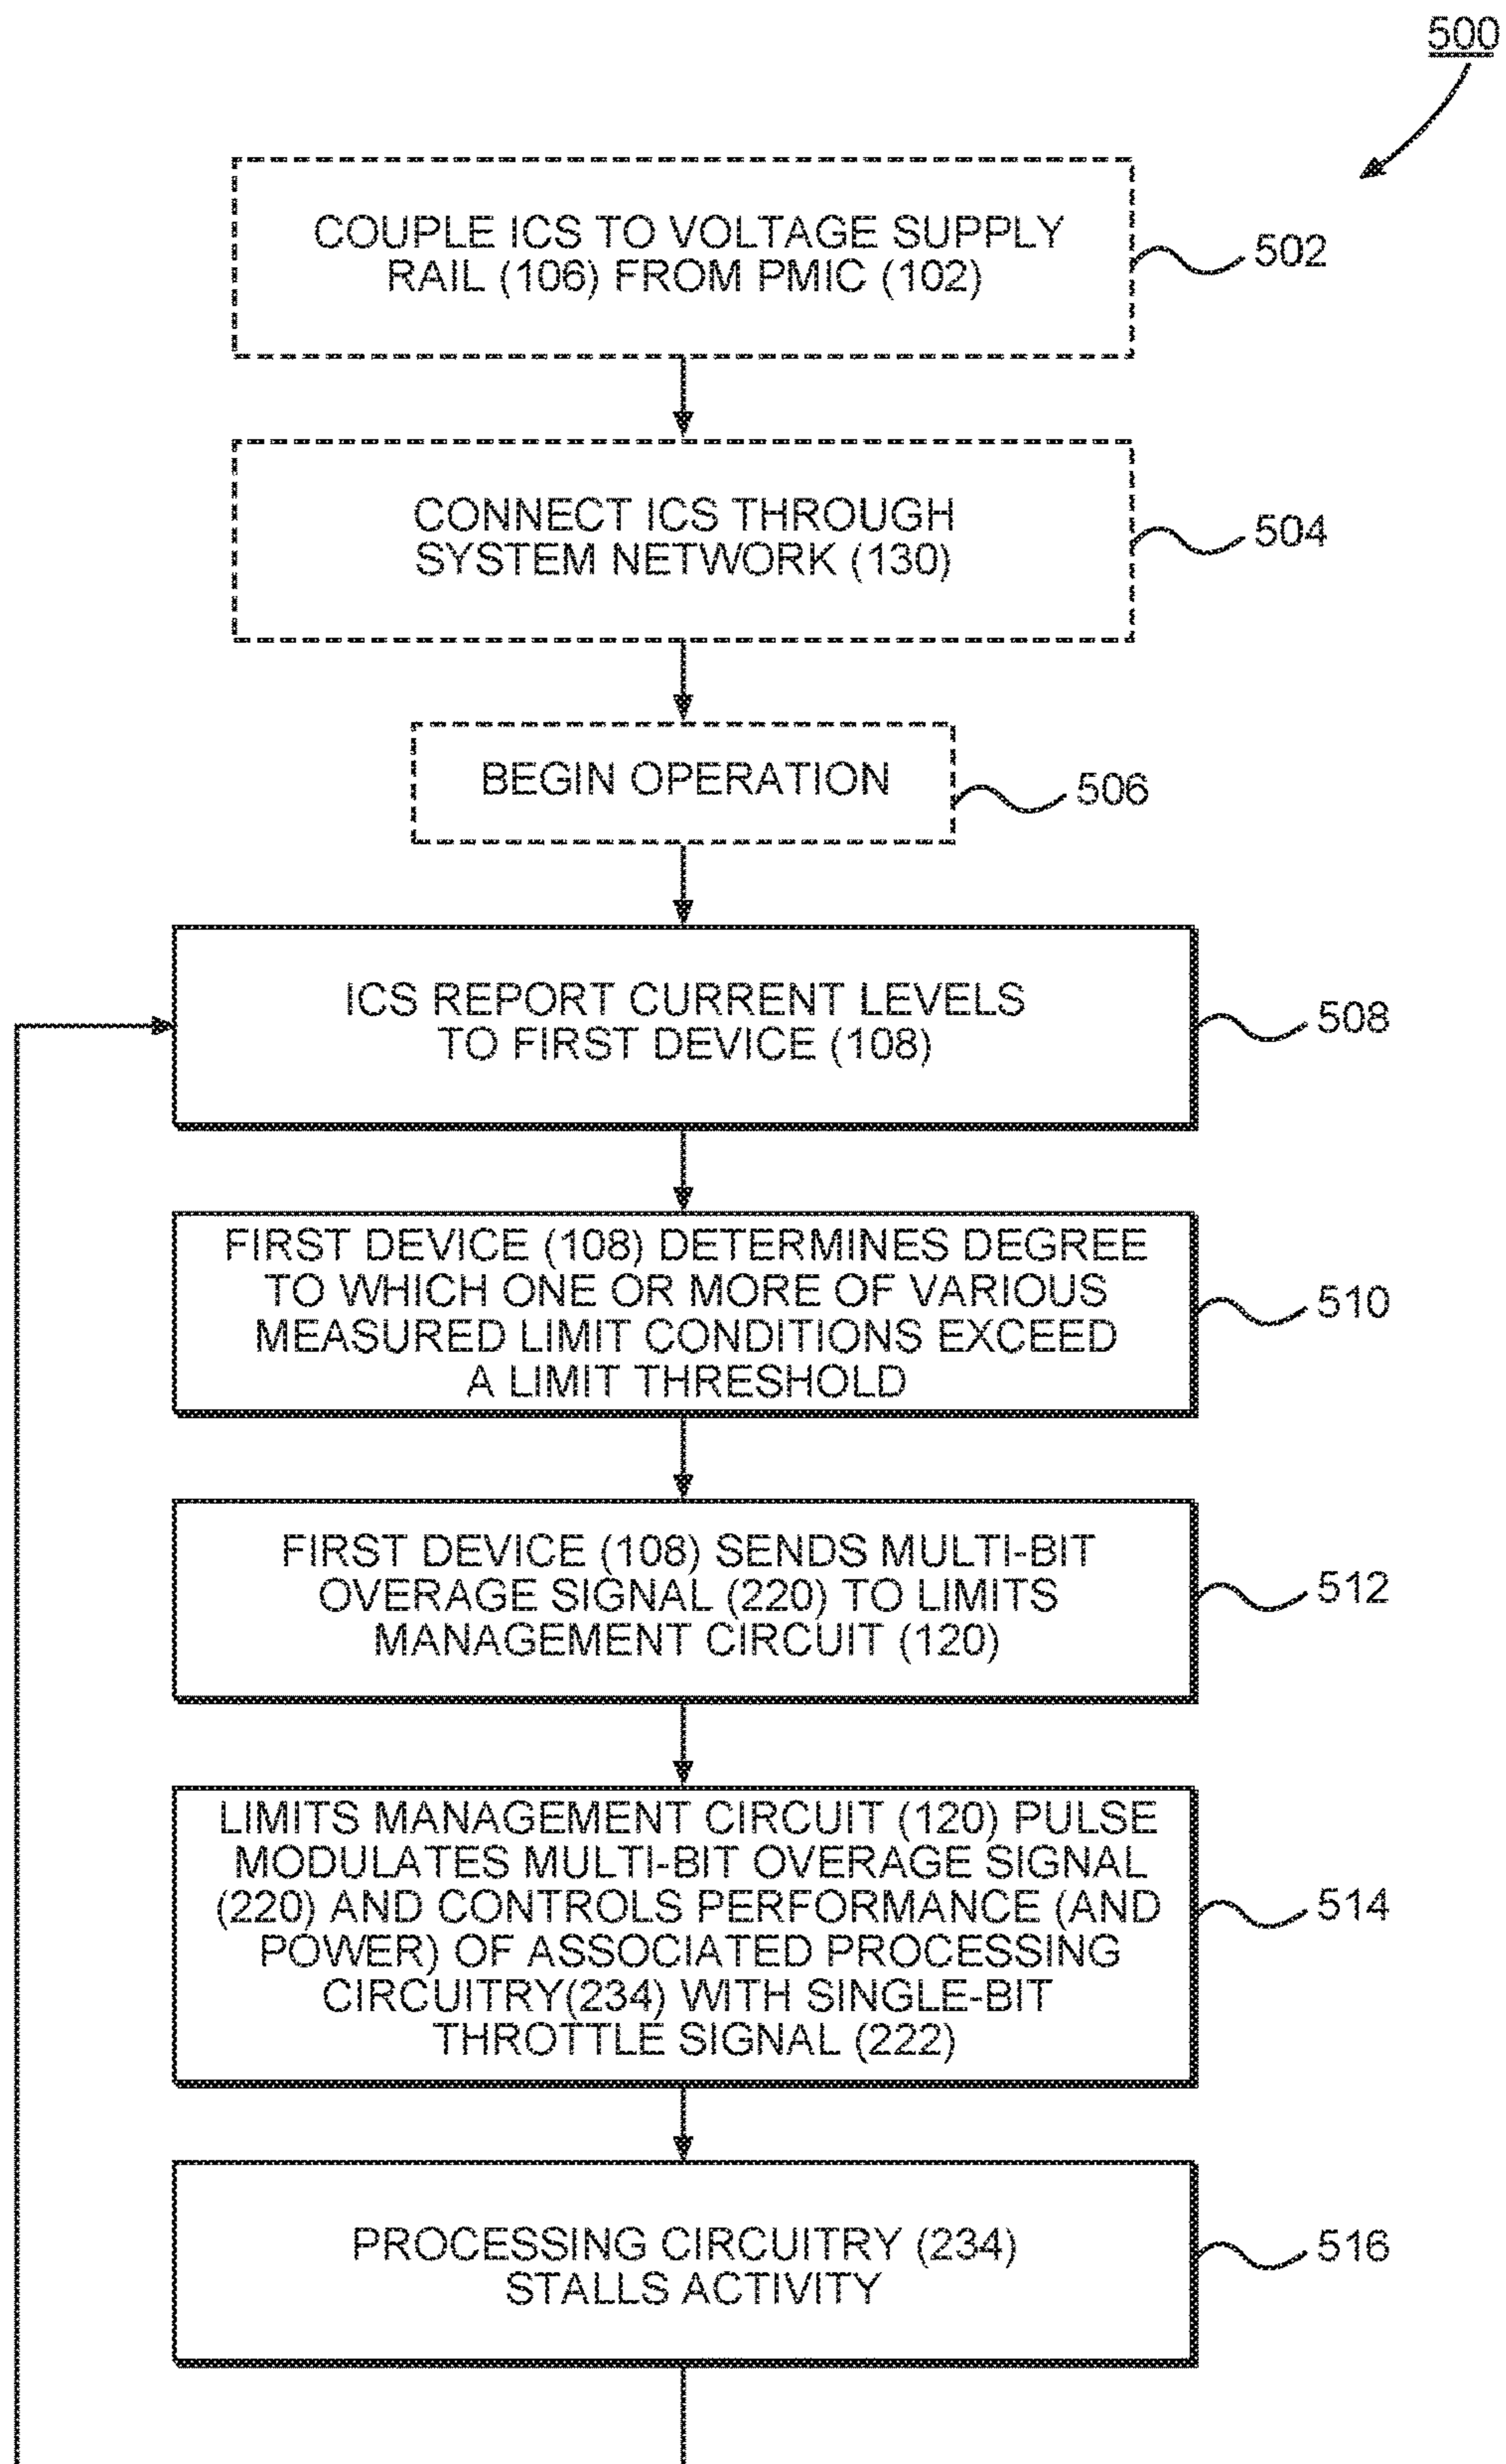 500
COUPLE ICS TO VOLTAGE SUPPLY
RAIL (106) FROM PMIC (102)
502
CONNECT ICS THROUGH
SYSTEM NETWORK (130)
504
BEGIN OPERATION
506
ICS REPORT CURRENT LEVELS
TO FIRST DEVICE (108)
508
FIRST DEVICE (108) DETERMINES DEGREE
TO WHICH ONE OR MORE OF VARIOUS
MEASURED LIMIT CONDITIONS EXCEED
A LIMIT THRESHOLD
510
FIRST DEVICE (108) SENDS MULTI-BIT
OVERAGE SIGNAL (220) TO LIMITS
MANAGEMENT CIRCUIT (120)
512
LIMITS MANAGEMENT CIRCUIT (120) PULSE
MODULATES MULTI-BIT OVERAGE SIGNAL
(220) AND CONTROLS PERFORMANCE (AND
POWER) OF ASSOCIATED PROCESSING
CIRCUITRY(234) WITH SINGLE-BIT
THROTTLE SIGNAL (222)
514
PROCESSING CIRCUITRY (234)
STALLS ACTIVITY
516